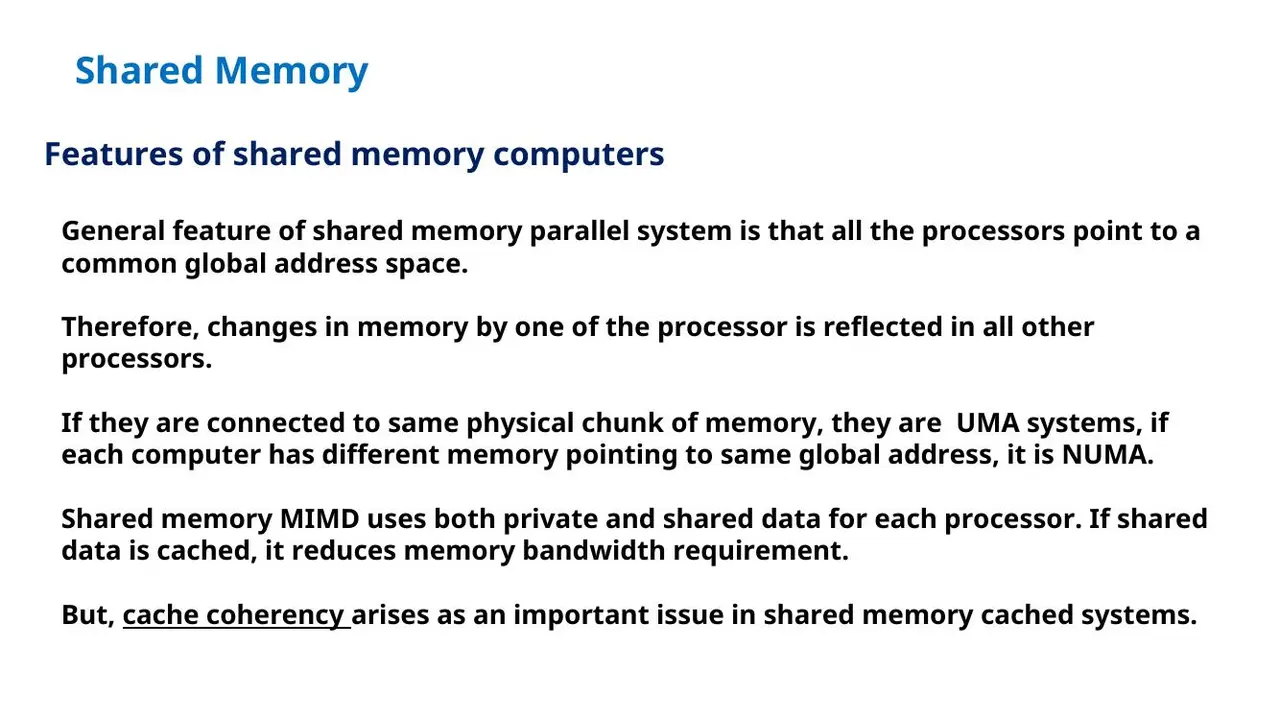 Shared Memory
Features of shared memory computers
General feature of shared memory parallel system is that all the processors point to a
common global address space.
Therefore, changes in memory by one of the processor is reflected in all other
processors.
If they are connected to same physical chunk of memory, they are  UMA systems, if
each computer has different memory pointing to same global address, it is NUMA.
Shared memory MIMD uses both private and shared data for each processor. If shared
data is cached, it reduces memory bandwidth requirement.
But, cache coherency arises as an important issue in shared memory cached systems.